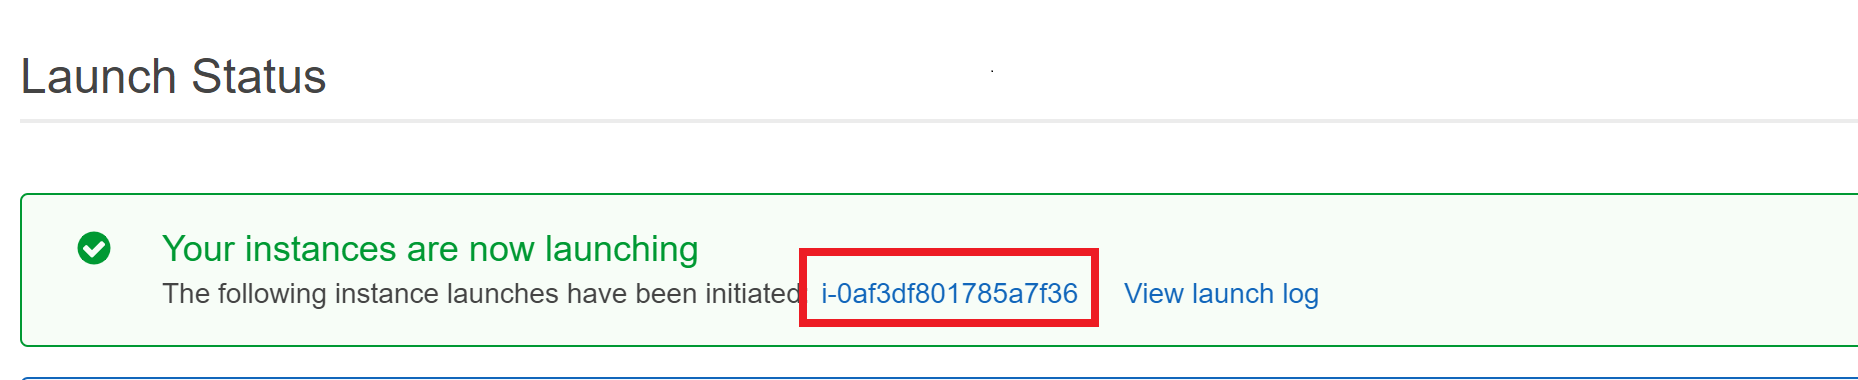 Launch Status
Your instances are now launching
The following instance launches have been initiated: i-0af3df801785a7f36 View launch log